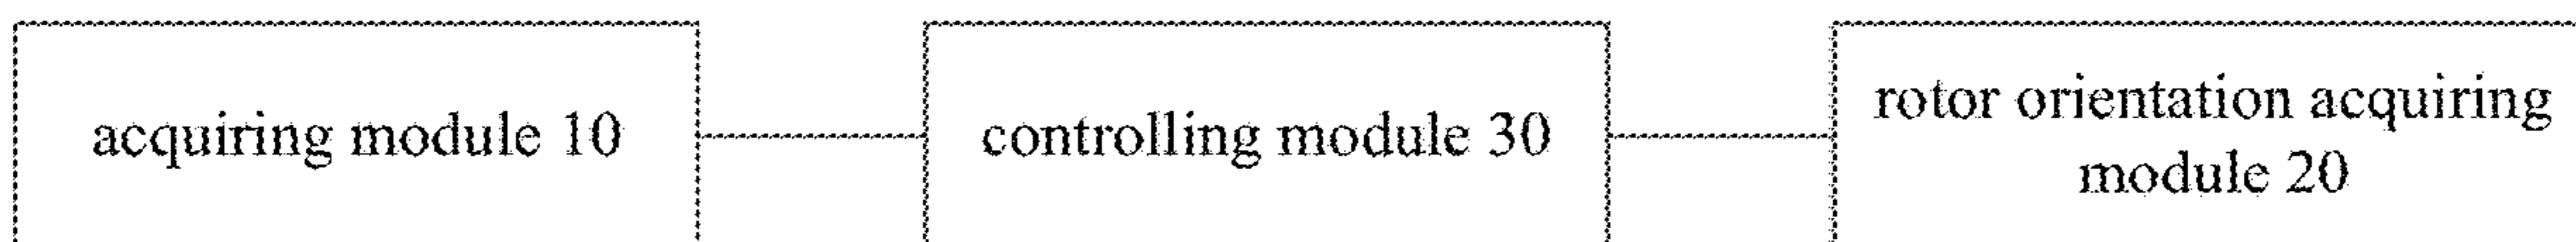 acquiring module 10
controlling module 30
rotor orientation acquiring
module 20